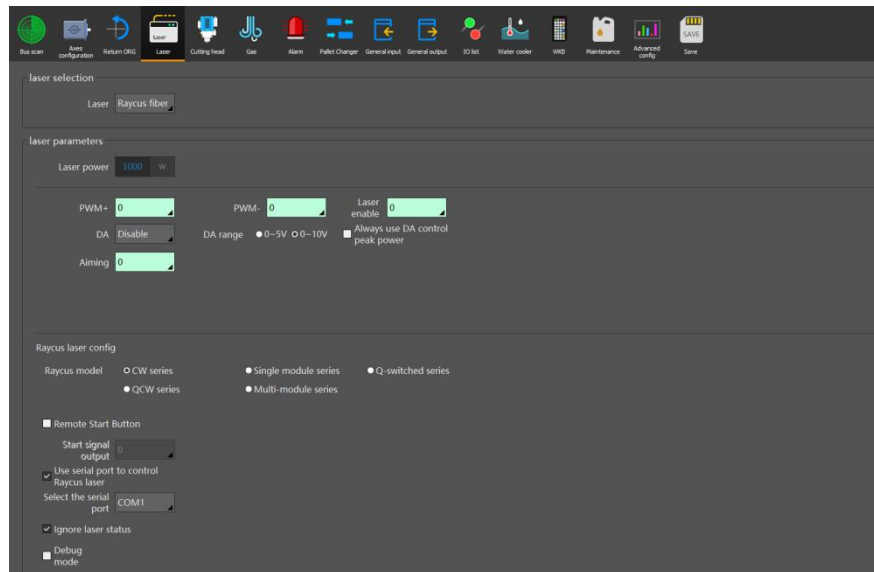 Bus scan
Axes
configuration
Return ORG
Laser
Laser
Cutting head
Gas
Alarm
Pallet Changer
General input
General output
IO list
Water cooler
WKB
Maintenance
Advanced
config
SAVE
Save
laser selection
Laser Raycus fiber
laser parameters
Laser power 1000 w
PWM+ 0 PWM- 0 Laser
enable 0
DA Disable DA range 0~5V 0~10V Always use DA control
peak power
Aiming 0
Raycus laser config
Raycus model CW series Single module series Q-switched series
QCW series Multi-module series
Remote Start Button
Start signal
output 0
Use serial port to control
Raycus laser
Select the serial
port COM1
Ignore laser status
Debug
mode